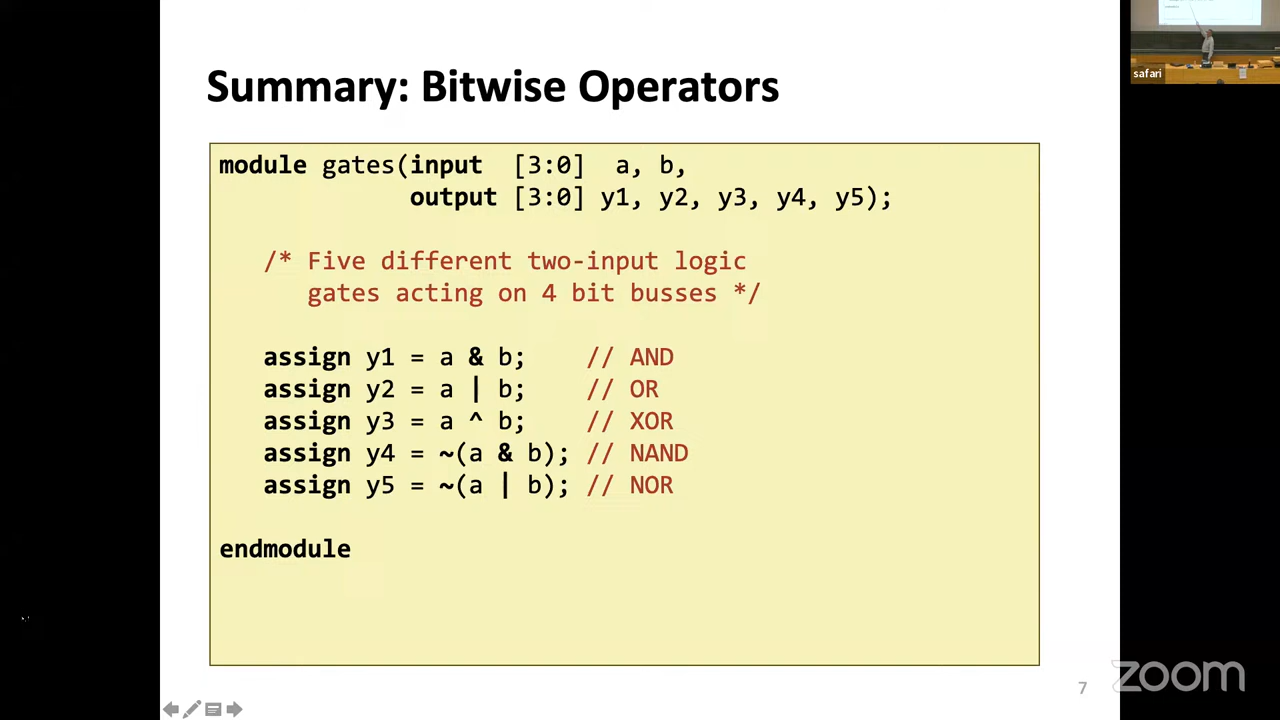 safari
Summary: Bitwise Operators
module gates(input [3:0] a, b,
output [3:0] y1, y2, y3, y4, y5);
/* Five different two-input logic
gates acting on 4 bit busses */
assign y1 = a & b; // AND
assign y2 = a | b; // OR
assign y3 = a ^ b; // XOR
assign y4 = ~(a & b); // NAND
assign y5 = ~(a | b); // NOR
endmodule
7
zoom